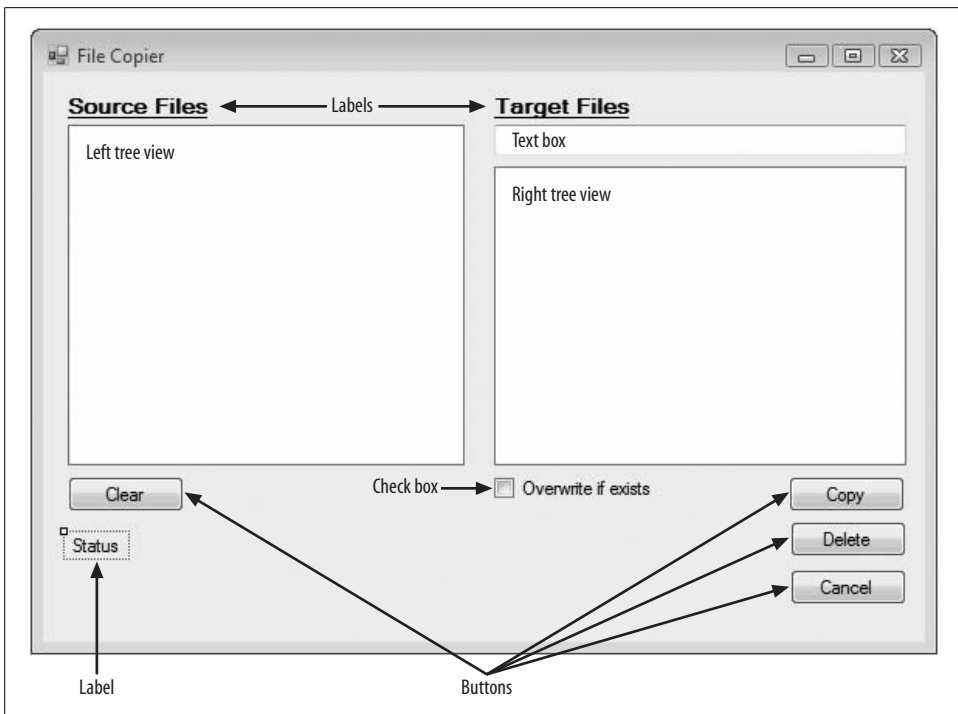 File Copier
Source Files
Labels
Target Files
Left tree view
Text box
Right tree view
Clear
Check box
Overwrite if exists
Copy
Status
Delete
Cancel
Label
Buttons